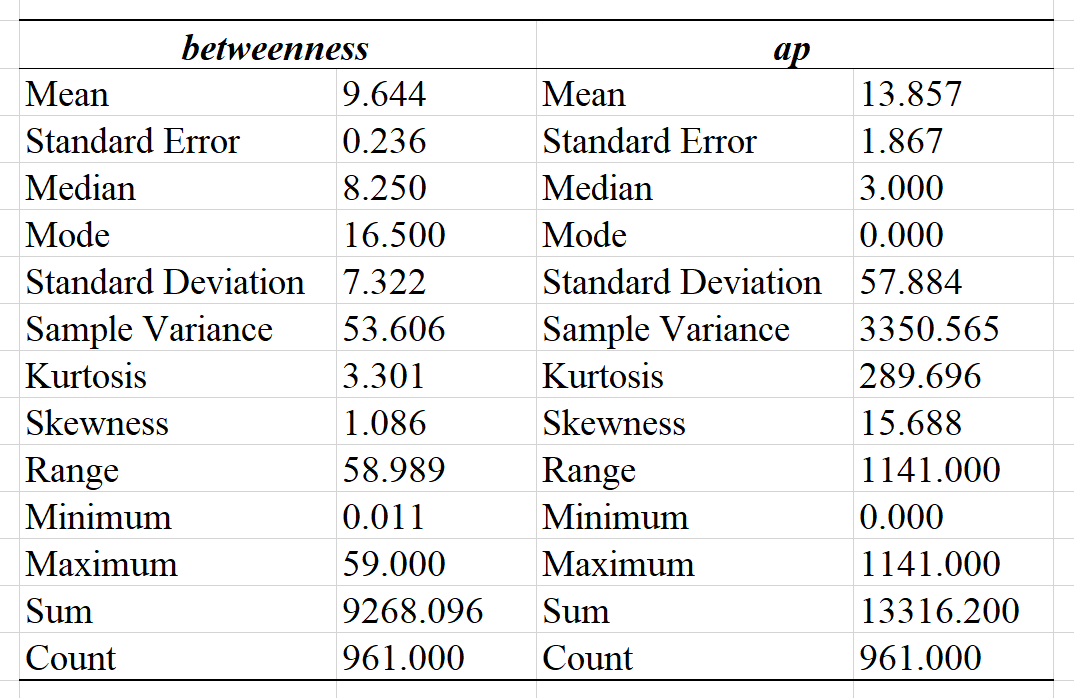 betweenness ap
Mean 9.644 Mean 13.857
Standard Error 0.236 Standard Error 1.867
Median 8.250 Median 3.000
Mode 16.500 Mode 0.000
Standard Deviation 7.322 Standard Deviation 57.884
Sample Variance 53.606 Sample Variance 3350.565
Kurtosis 3.301 Kurtosis 289.696
Skewness 1.086 Skewness 15.688
Range 58.989 Range 1141.000
Minimum 0.011 Minimum 0.000
Maximum 59.000 Maximum 1141.000
Sum 9268.096 Sum 13316.200
Count 961.000 Count 961.000